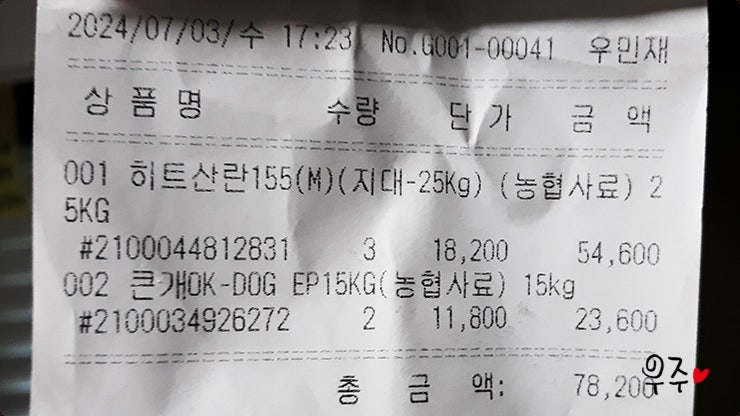 2024/07/03/수 17:23 No.G001-00041 우민재
상 품 명 수량 단 가 금 액
001 히트산란155(M)(지대-25Kg) (농협사료) 2
5KG
#2100044812831 3 18,200 54,600
002 큰개OK-DOG EP15KG(농협사료) 15kg
#2100034926272 2 11,800 23,600
총 금 액: 78,200
우주